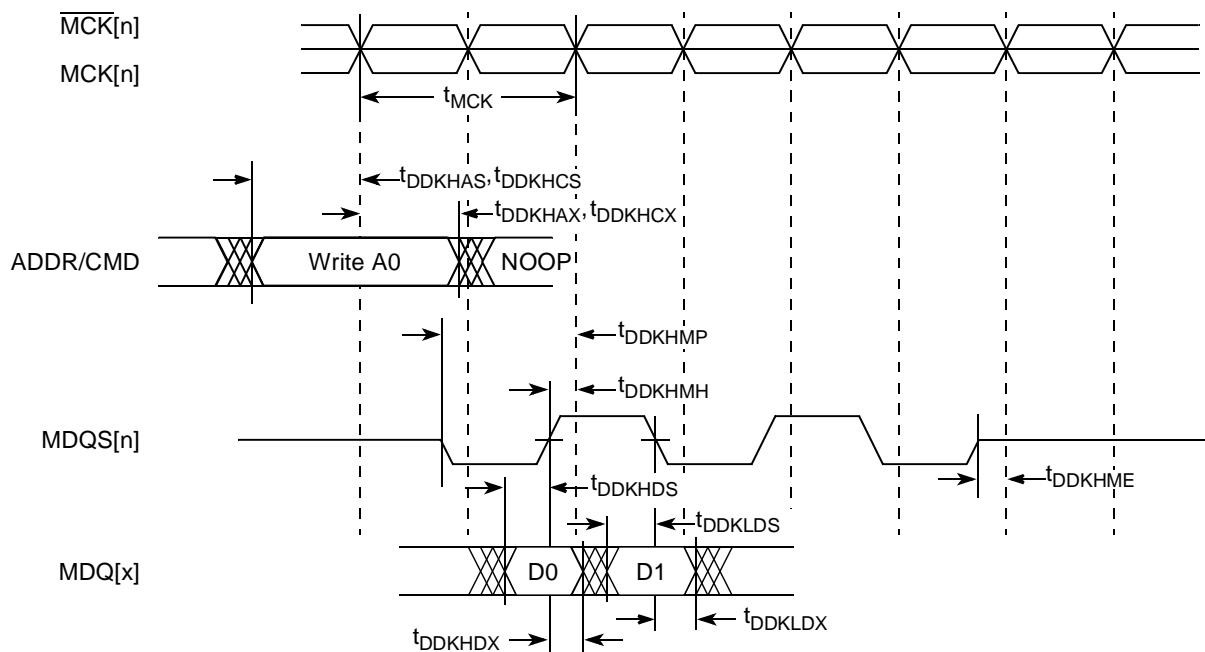 MCK[n]
MCK[n]
tMCK
tDDKHAS,tDDKHCS
tDDKHAX,tDDKHCX
ADDR/CMD Write A0 NOOP
tDDKHMP
tDDKHMH
MDQS[n]
tDDKHME
tDDKHDS
tDDKLDS
MDQ[x] D0 D1
tDDKHDX
tDDKLDX